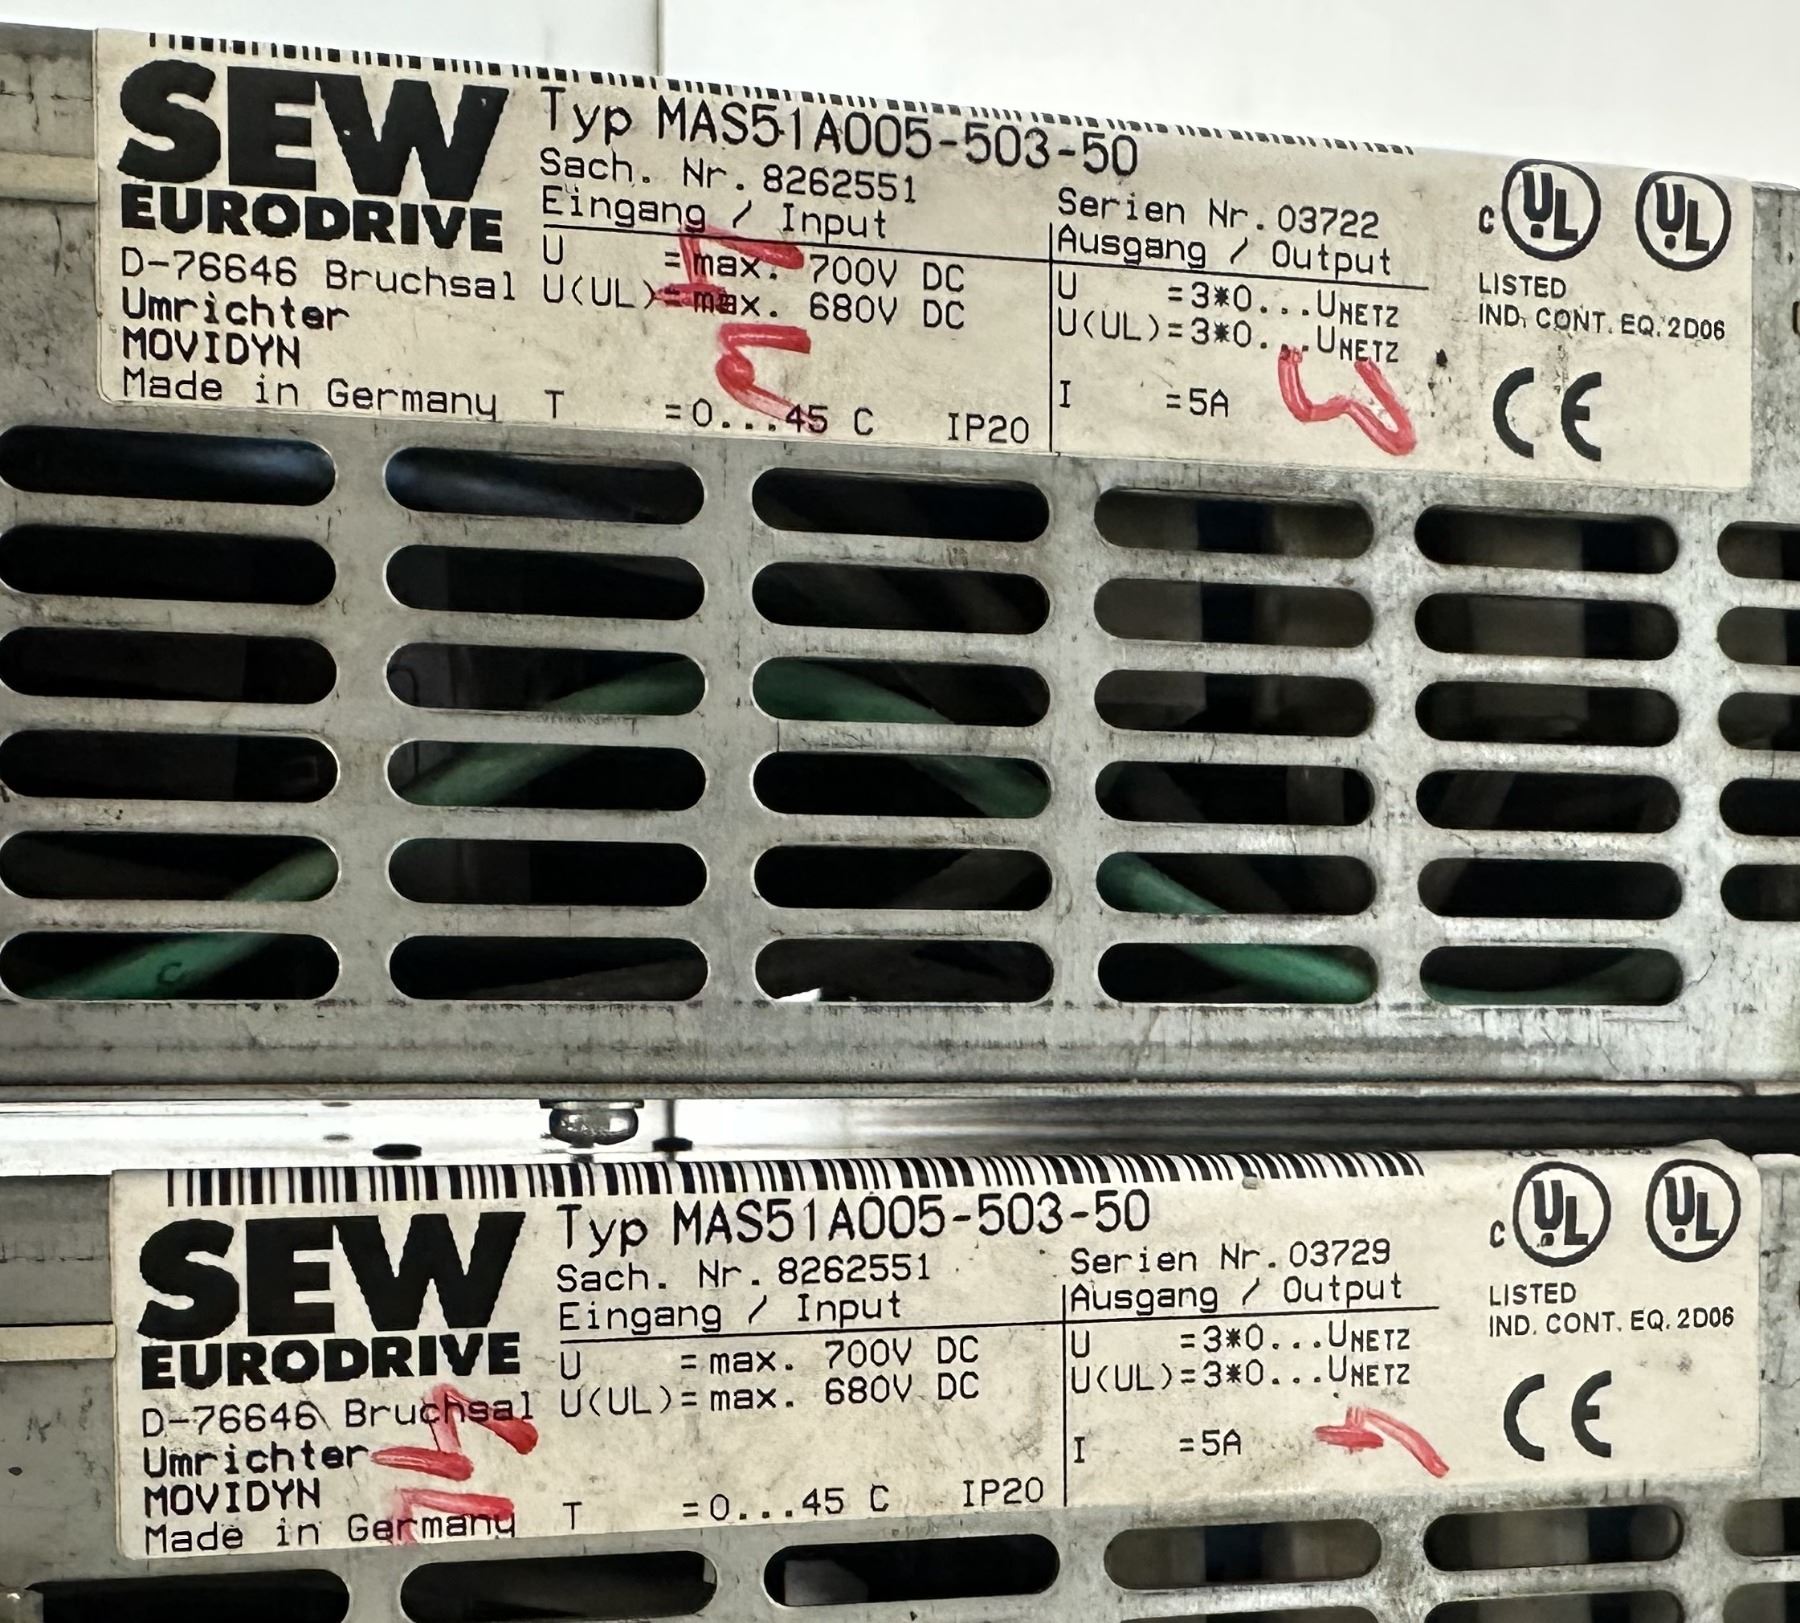 SEW
EURODRIVE
D-76646 Bruchsal
Umrichter
MOVIDYN
Made in Germany
Typ MAS51A005-503-50
Sach. Nr. 8262551
Serien Nr. 03722
Eingang / Input
Ausgang / Output
U =max. 700V DC
U(UL)=max. 680V DC
T =0...45 C IP20
U =3*0...UNETZ
U(UL)=3*0...UNETZ
I =5A
c UL UL
LISTED
IND. CONT. EQ. 2D06
CE
SEW
EURODRIVE
D-76646 Bruchsal
Umrichter
MOVIDYN
Made in Germany
Typ MAS51A005-503-50
Sach. Nr. 8262551
Serien Nr. 03729
Eingang / Input
Ausgang / Output
U =max. 700V DC
U(UL)=max. 680V DC
T =0...45 C IP20
U =3*0...UNETZ
U(UL)=3*0...UNETZ
I =5A
c UL UL
LISTED
IND. CONT. EQ. 2D06
CE